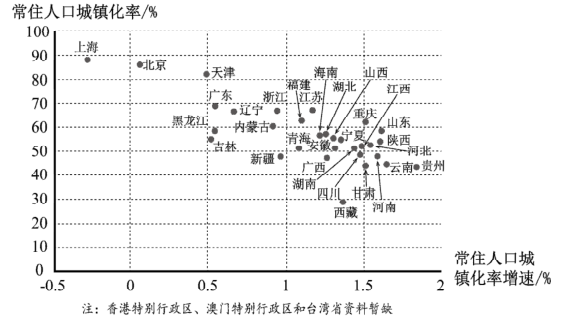 常住人口城镇化率/%
100
90
上海
北京
80
天津
70
广东
辽宁
浙江
福建
江苏
海南
湖北
山西
江西
60
黑龙江
内蒙古
重庆
山东
50
吉林
新疆
青海
安徽
宁夏
陕西
河北
广西
湖南
四川
甘肃
河南
云南
贵州
40
30
西藏
20
10
0
-0.5
0
0.5
1
1.5
2
常住人口城
镇化率增速/%
注：香港特别行政区、澳门特别行政区和台湾省资料暂缺